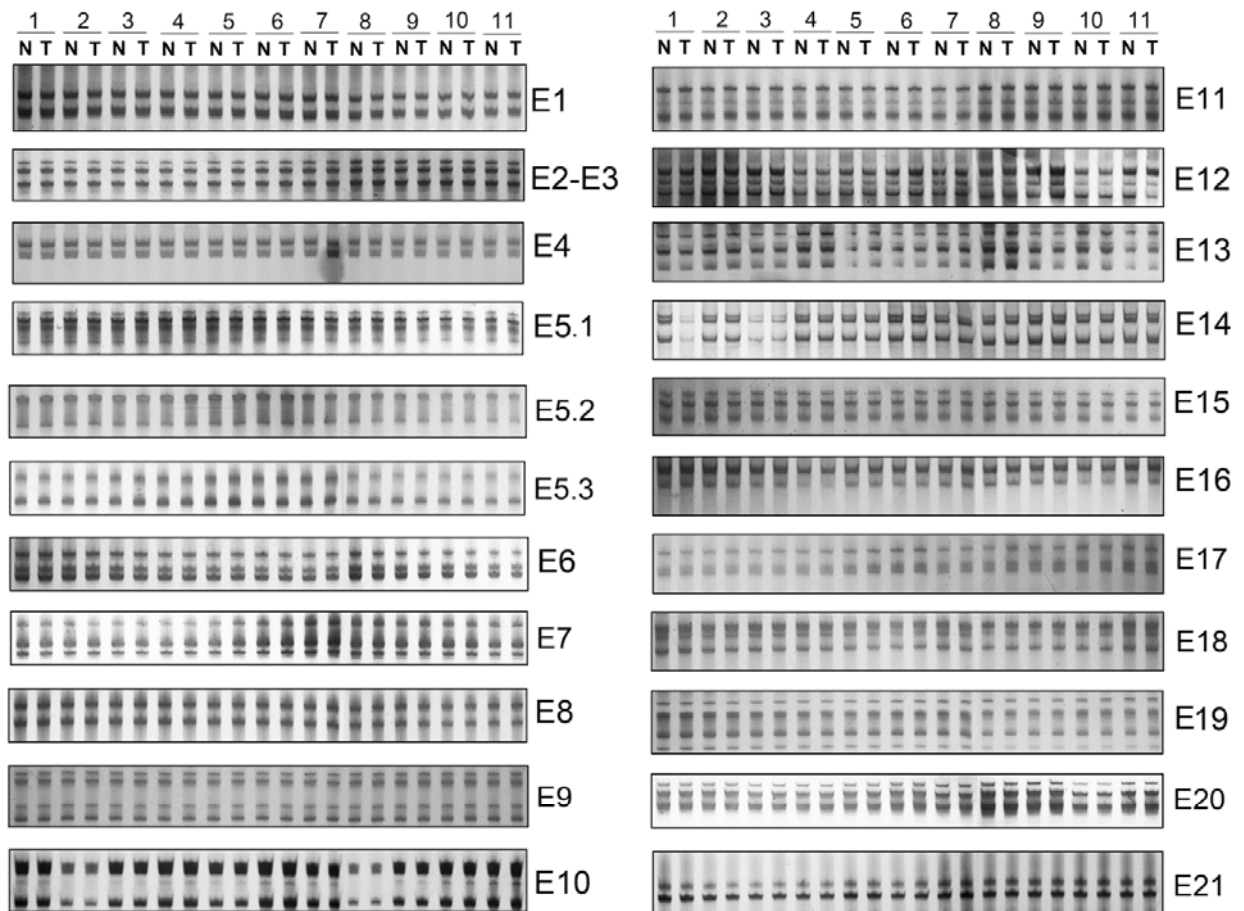 1 2 3 4 5 6 7 8 9 10 11
N T N T N T N T N T N T N T N T N T N T N T
E1
E2-E3
E4
E5.1
E5.2
E5.3
E6
E7
E8
E9
E10
1 2 3 4 5 6 7 8 9 10 11
N T N T N T N T N T N T N T N T N T N T N T
E11
E12
E13
E14
E15
E16
E17
E18
E19
E20
E21